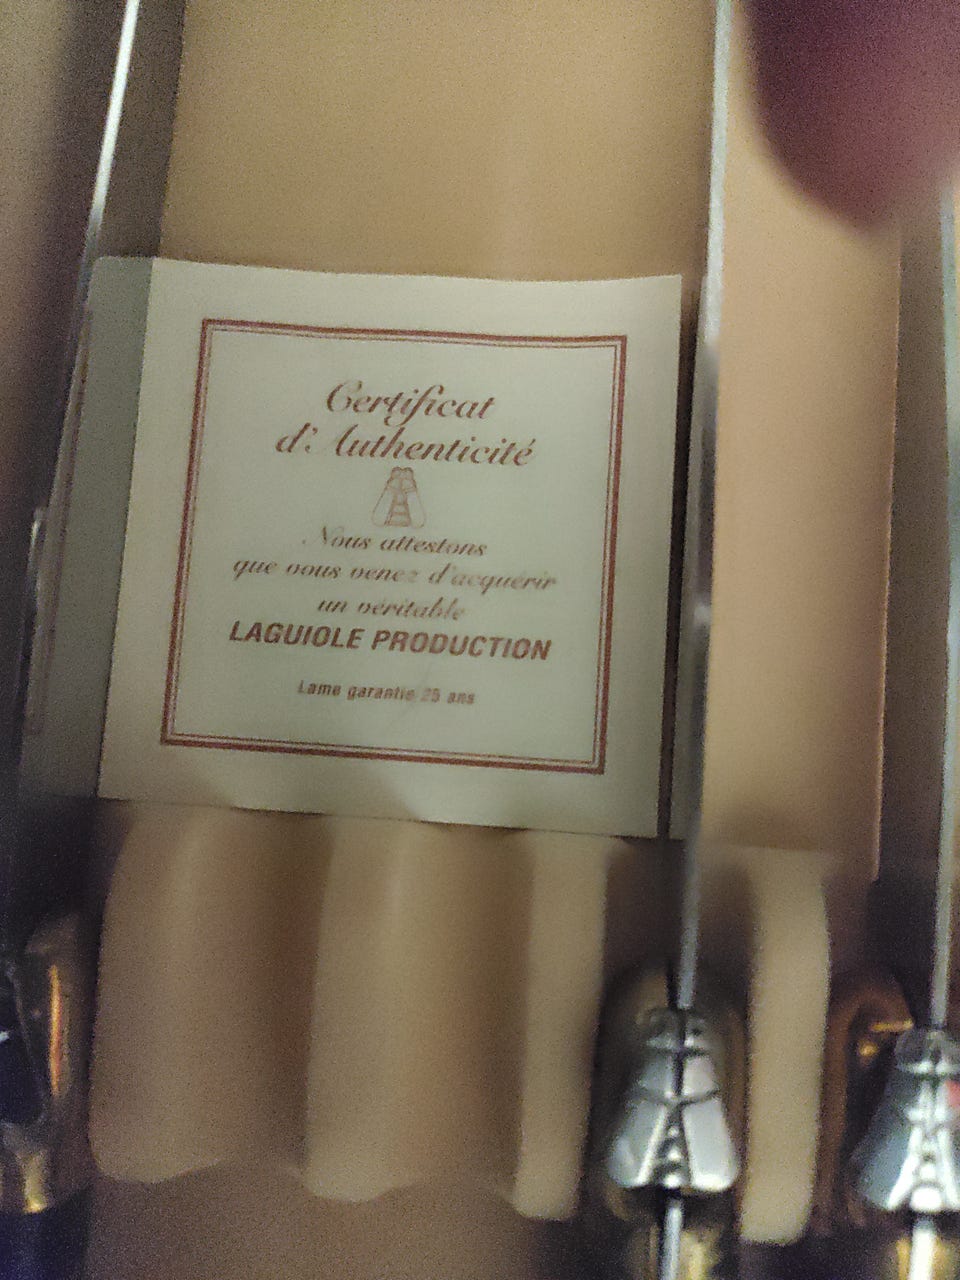 Certificat
d'Authenticité
Nous attestons
que vous venez d'acquérir
un véritable
LAGUIOLE PRODUCTION
Lame garantie 25 ans